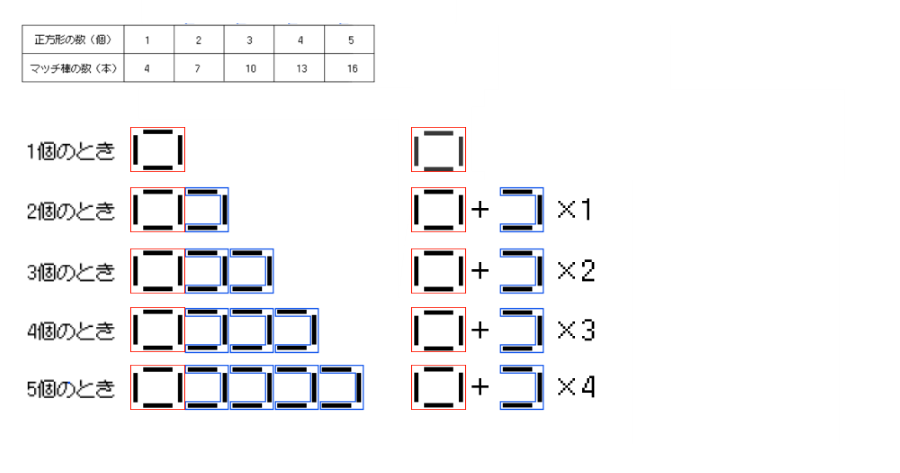 正方形の数（個） 1 2 3 4 5
マッチ棒の数（本） 4 7 10 13 16
1個のとき
2個のとき + ×1
3個のとき + ×2
4個のとき + ×3
5個のとき + ×4